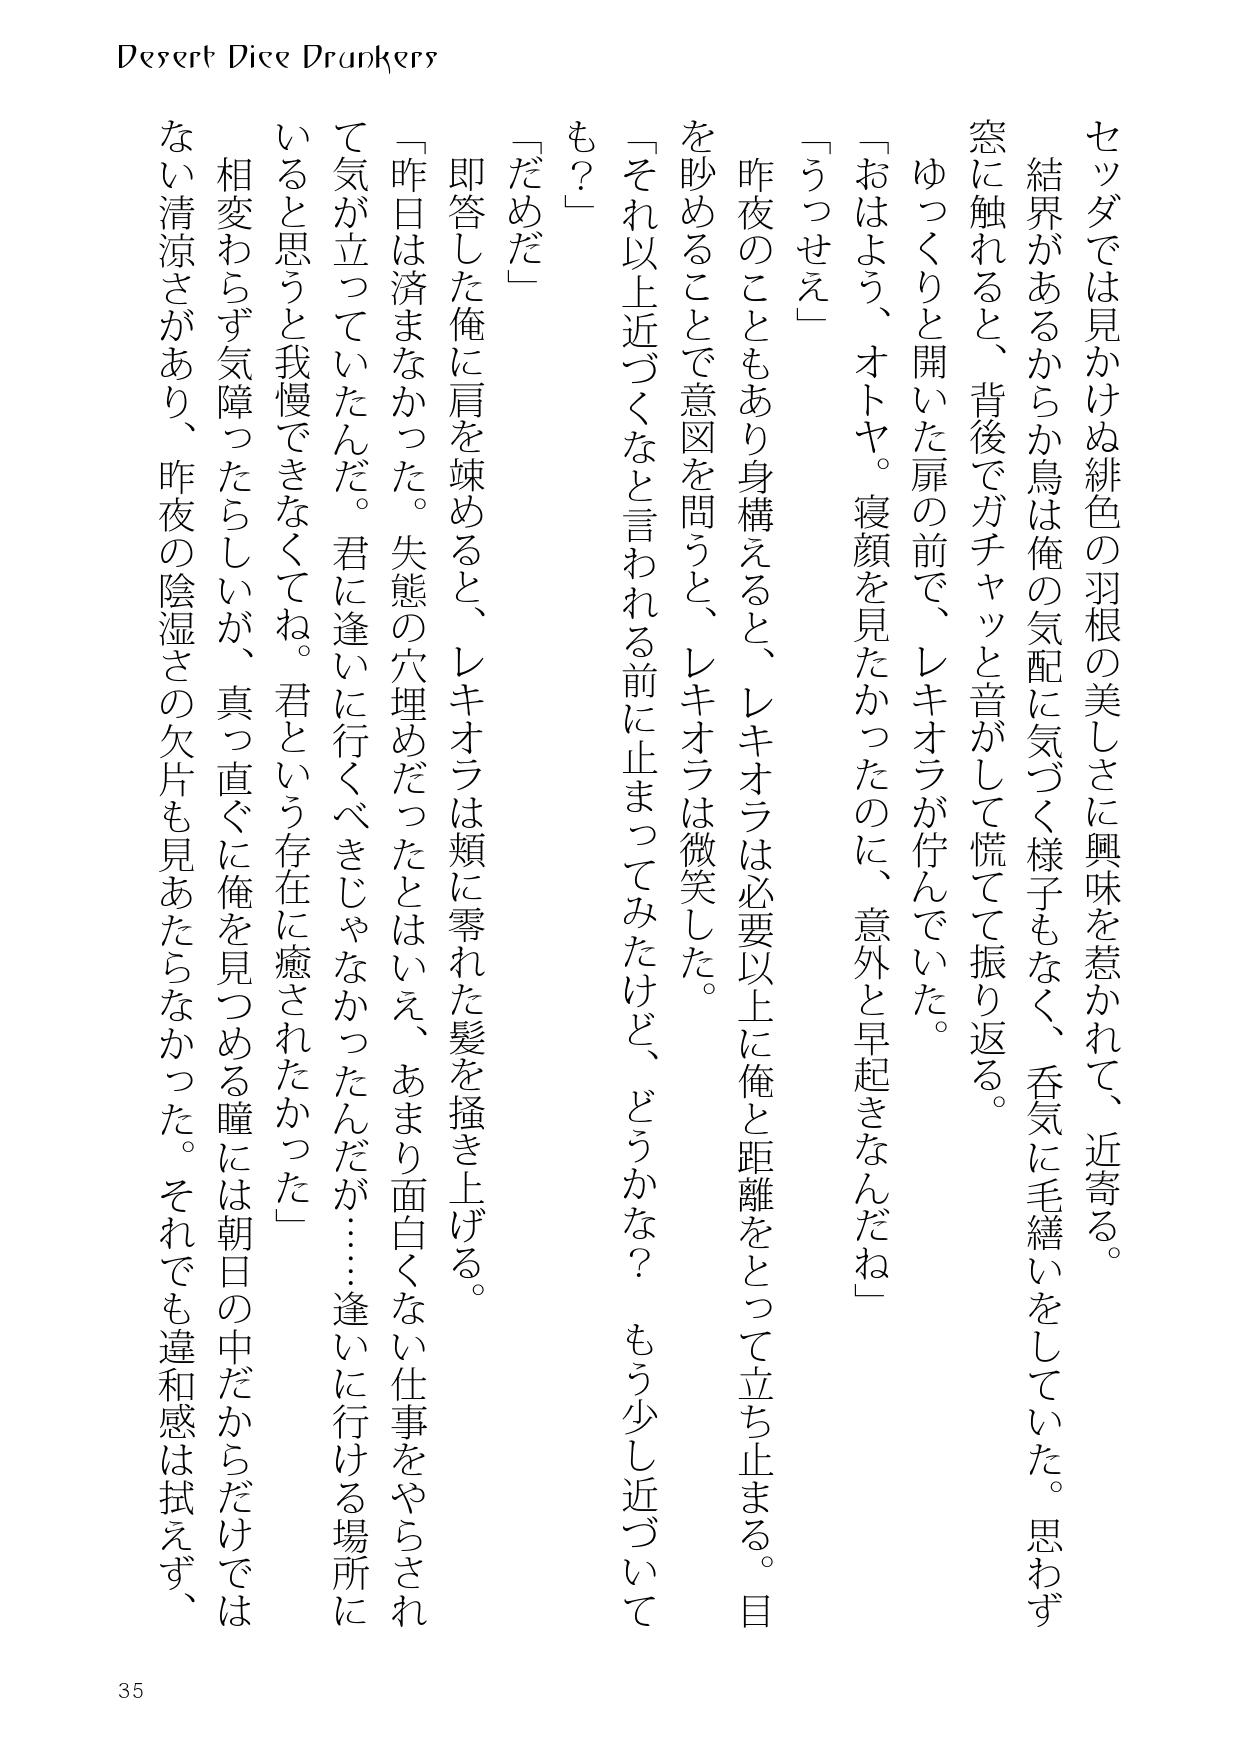 Desert Dice Drunkers
セッダでは見かけぬ緋色の羽根の美しさに興味を惹かれて、近寄る。
　結界があるからか鳥は俺の気配に気づく様子もなく、呑気に毛繕いをしていた。思わず
窓に触れると、背後でガチャッと音がして慌てて振り返る。
　ゆっくりと開いた扉の前で、レキオラが佇んでいた。
「おはよう、オトヤ。寝顔を見たかったのに、意外と早起きなんだね」
「うっせえ」
　昨夜のこともあり身構えると、レキオラは必要以上に俺と距離をとって立ち止まる。目
を眇めることで意図を問うと、レキオラは微笑した。
「それ以上近づくなと言われる前に止まってみたけど、どうかな？　もう少し近づいて
も？」
「だめだ」
　即答した俺に肩を竦めると、レキオラは頬に零れた髪を掻き上げる。
「昨日は済まなかった。失態の穴埋めだったとはいえ、あまり面白くない仕事をやらされ
て気が立っていたんだ。君に逢いに行くべきじゃなかったんだが……逢いに行ける場所に
いると思うと我慢できなくてね。君という存在に癒されたかった」
　相変わらず気障ったらしいが、真っ直ぐに俺を見つめる瞳には朝日の中だからだけでは
ない清涼さがあり、昨夜の陰湿さの欠片も見あたらなかった。それでも違和感は拭えず、
35